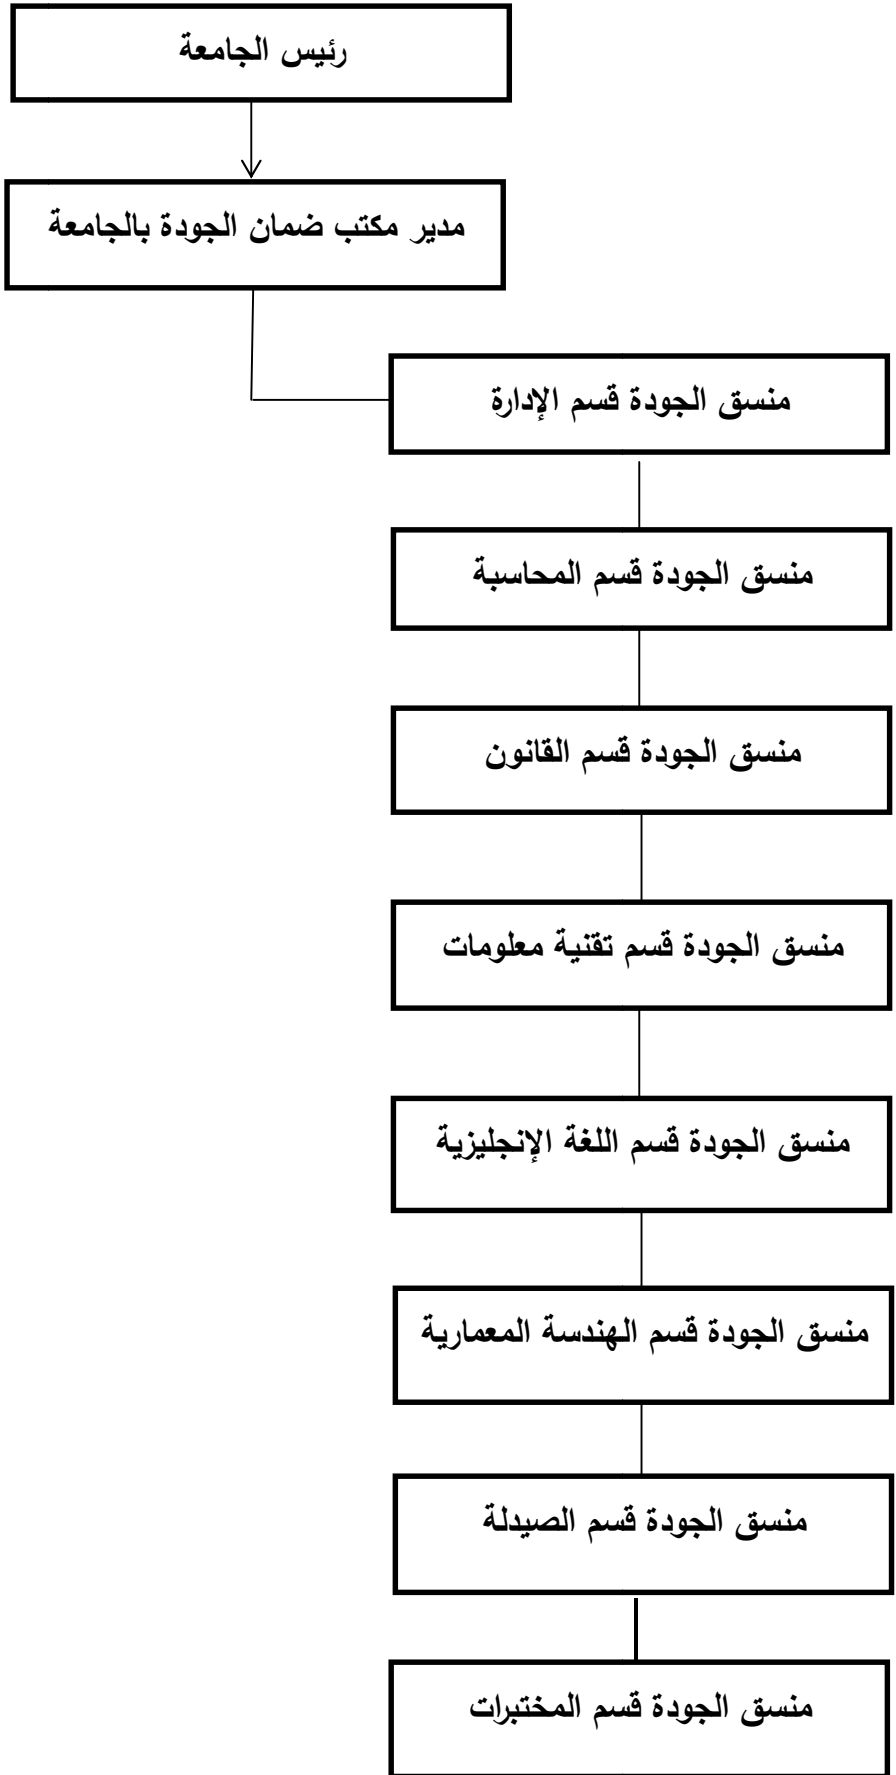 رئيس الجامعة
مدير مكتب ضمان الجودة بالجامعة
منسق الجودة قسم الإدارة
منسق الجودة قسم المحاسبة
منسق الجودة قسم القانون
منسق الجودة قسم تقنية معلومات
منسق الجودة قسم اللغة الإنجليزية
منسق الجودة قسم الهندسة المعمارية
منسق الجودة قسم الصيدلة
منسق الجودة قسم المختبرات